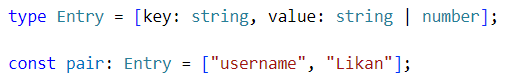 type Entry = [key: string, value: string | number];
const pair: Entry = ["username", "Likan"];